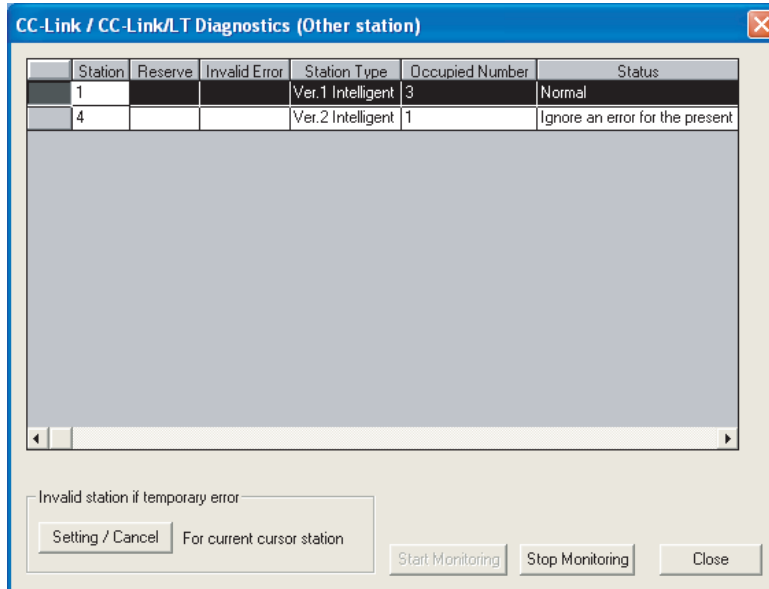 CC-Link / CC-Link/LT Diagnostics (Other station)
Station Reserve Invalid Error Station Type Occupied Number Status
1 Ver.1 Intelligent 3 Normal
4 Ver.2 Intelligent 1 Ignore an error for the present
Invalid station if temporary error
Setting / Cancel For current cursor station
Start Monitoring Stop Monitoring Close